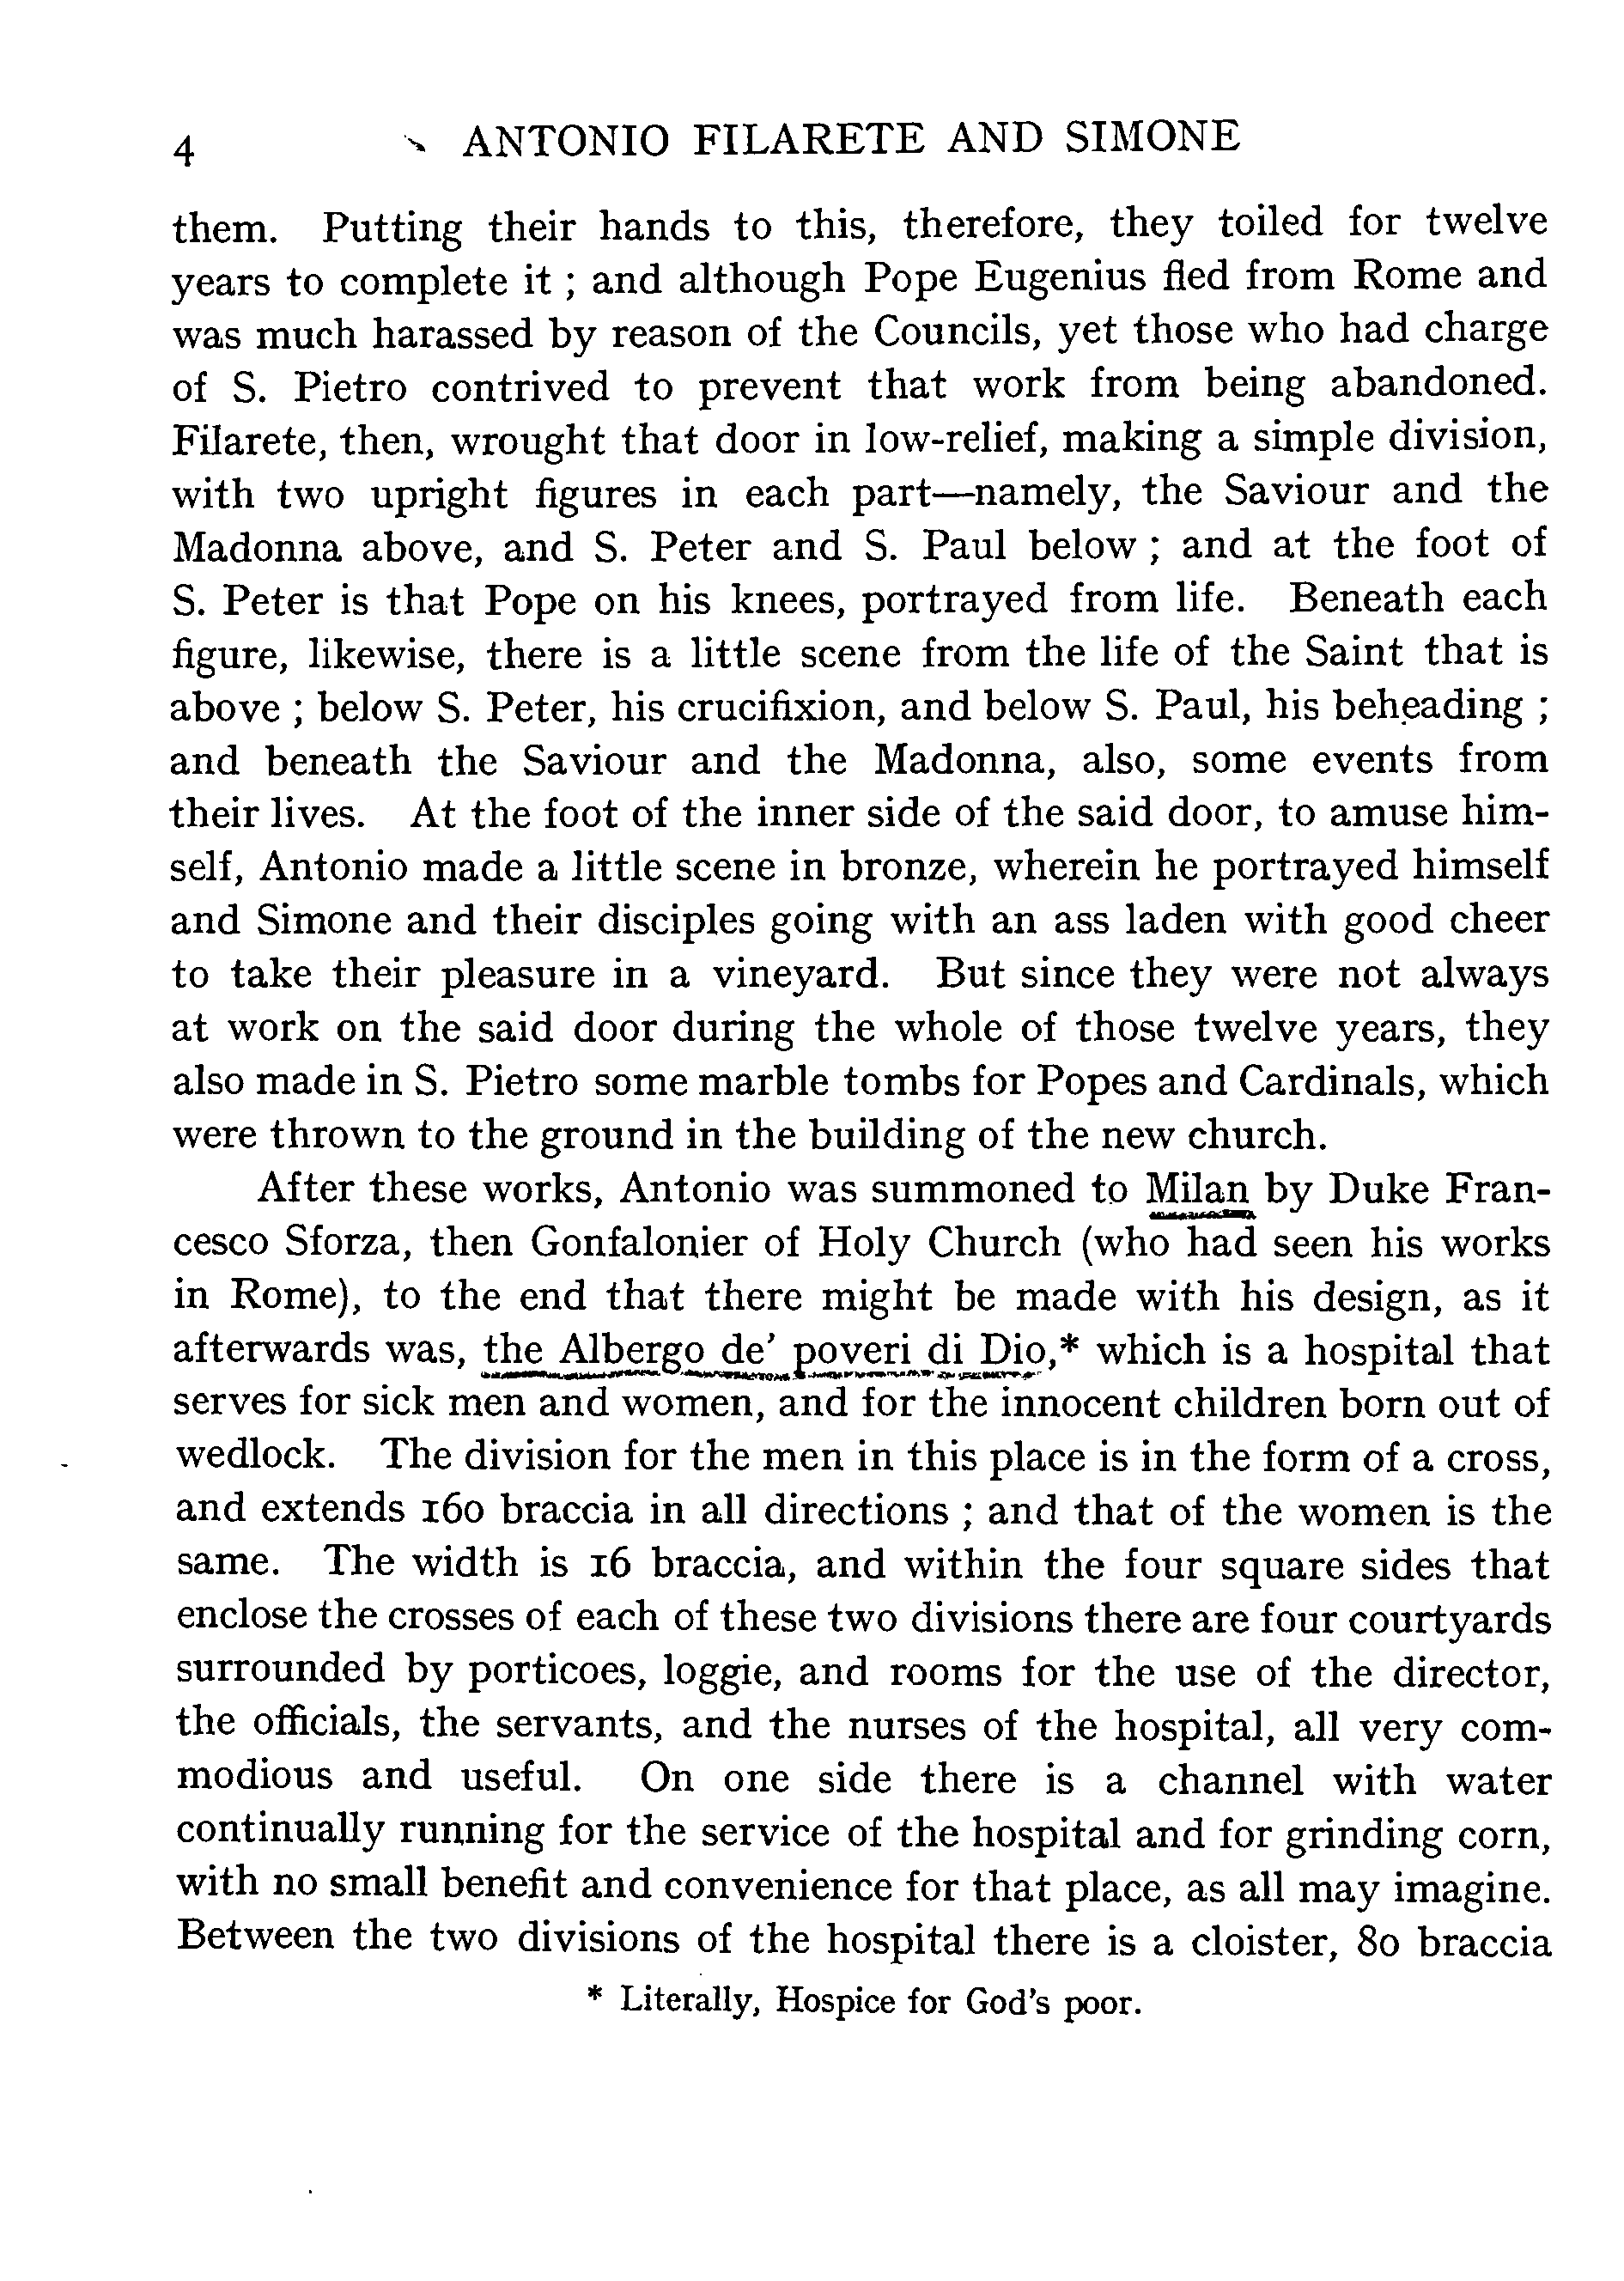 4 ANTONIO FILARETE AND SIMONE
them. Putting their hands to this, therefore, they toiled for twelve
years to complete it ; and although Pope Eugenius fled from Rome and
was much harassed by reason of the Councils, yet those who had charge
of S. Pietro contrived to prevent that work from being abandoned.
Filarete, then, wrought that door in low-relief, making a simple division,
with two upright figures in each part—namely, the Saviour and the
Madonna above, and S. Peter and S. Paul below ; and at the foot of
S. Peter is that Pope on his knees, portrayed from life. Beneath each
figure, likewise, there is a little scene from the life of the Saint that is
above ; below S. Peter, his crucifixion, and below S. Paul, his beheading ;
and beneath the Saviour and the Madonna, also, some events from
their lives. At the foot of the inner side of the said door, to amuse him-
self, Antonio made a little scene in bronze, wherein he portrayed himself
and Simone and their disciples going with an ass laden with good cheer
to take their pleasure in a vineyard. But since they were not always
at work on the said door during the whole of those twelve years, they
also made in S. Pietro some marble tombs for Popes and Cardinals, which
were thrown to the ground in the building of the new church.
After these works, Antonio was summoned to Milan by Duke Fran-
cesco Sforza, then Gonfalonier of Holy Church (who had seen his works
in Rome), to the end that there might be made with his design, as it
afterwards was, the Albergo de' poveri di Dio,* which is a hospital that
serves for sick men and women, and for the innocent children born out of
wedlock. The division for the men in this place is in the form of a cross,
and extends 160 braccia in all directions ; and that of the women is the
same. The width is 16 braccia, and within the four square sides that
enclose the crosses of each of these two divisions there are four courtyards
surrounded by porticoes, loggie, and rooms for the use of the director,
the officials, the servants, and the nurses of the hospital, all very com-
modious and useful. On one side there is a channel with water
continually running for the service of the hospital and for grinding corn,
with no small benefit and convenience for that place, as all may imagine.
Between the two divisions of the hospital there is a cloister, 80 braccia
* Literally, Hospice for God's poor.